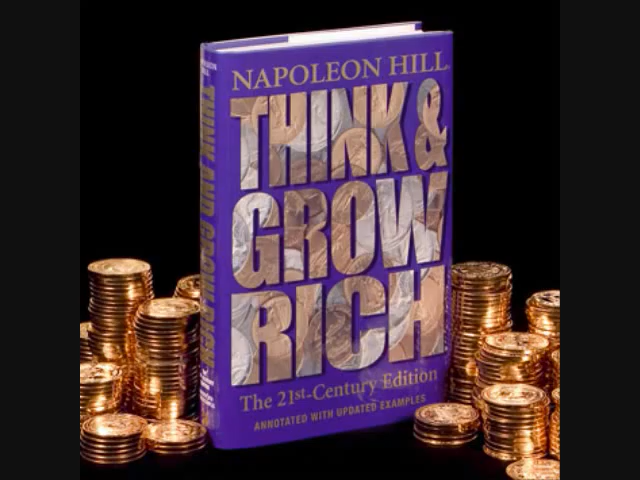 NAPOLEON HILL
THINK &
GROW
RICH
The 21st-Century Edition
ANNOTATED WITH UPDATED EXAMPLES
THINK AND GROW RICH